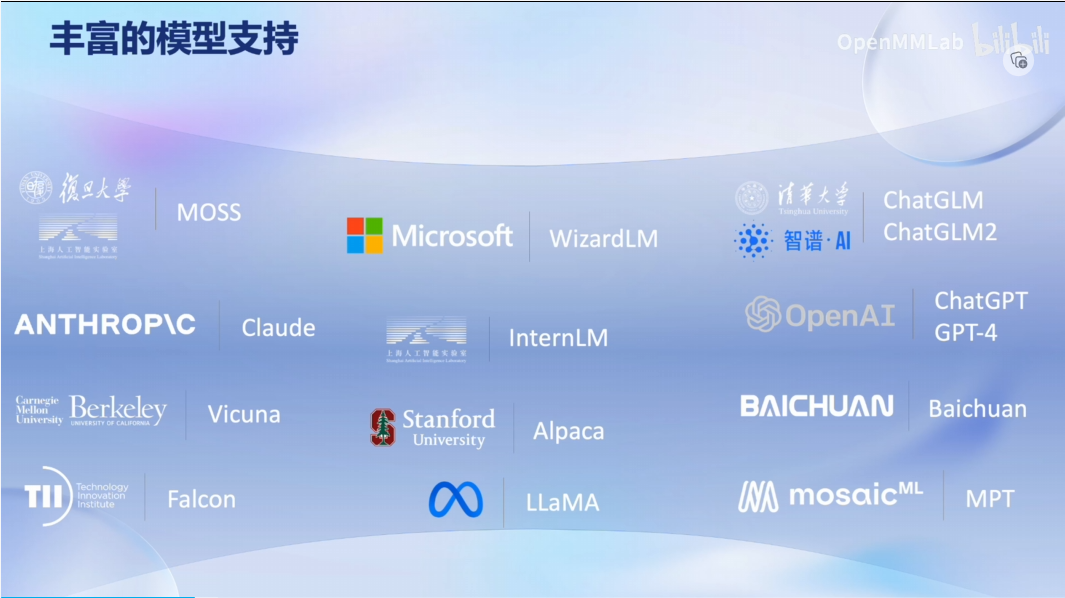 丰富的模型支持
OpenMMLab bilibili
復旦大學
上海人工智能实验室
Shanghai Artificial Intelligence Laboratory
MOSS
Microsoft
WizardLM
清華大学
Tsinghua University
智谱·AI
ChatGLM
ChatGLM2
ANTHROP\C
Claude
上海人工智能实验室
Shanghai Artificial Intelligence Laboratory
InternLM
OpenAI
ChatGPT
GPT-4
Carnegie
Mellon
University
Berkeley
UNIVERSITY OF CALIFORNIA
Vicuna
Stanford
University
Alpaca
BAICHUAN
Baichuan
TII
Technology
Innovation
Institute
Falcon
LLaMA
mosaicML
MPT